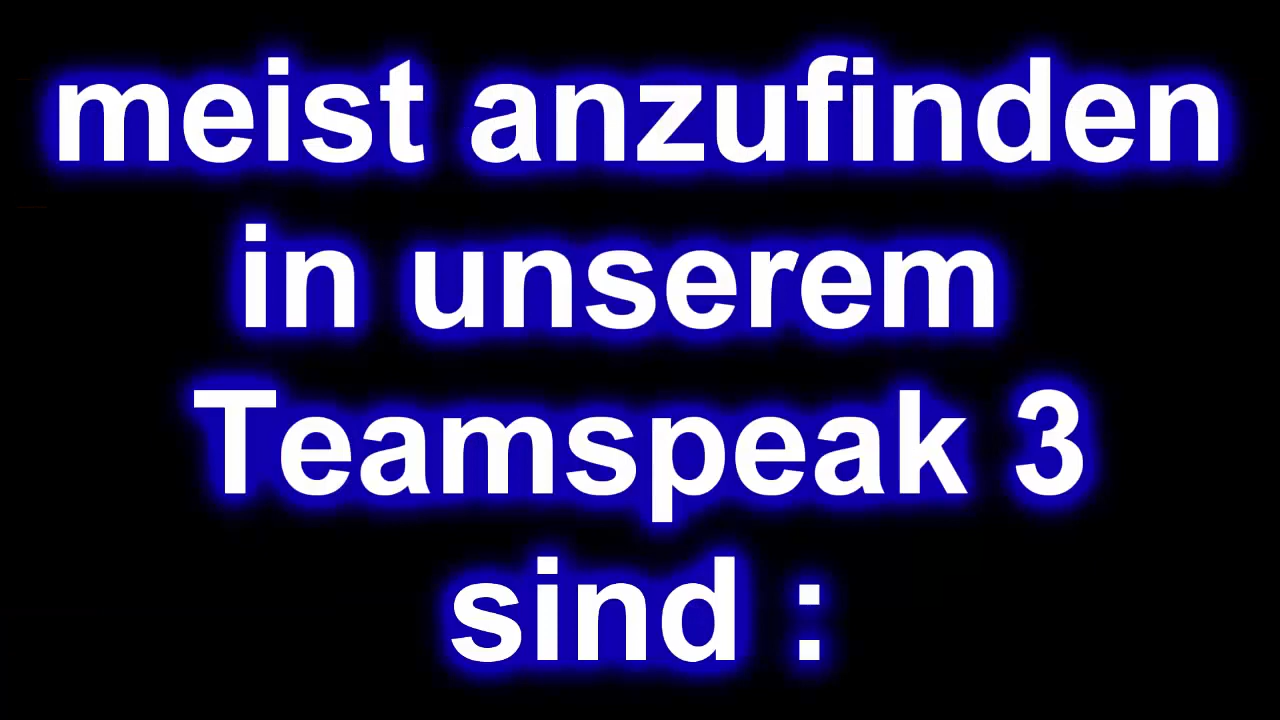 meist anzufinden
in unserem
Teamspeak 3
sind :